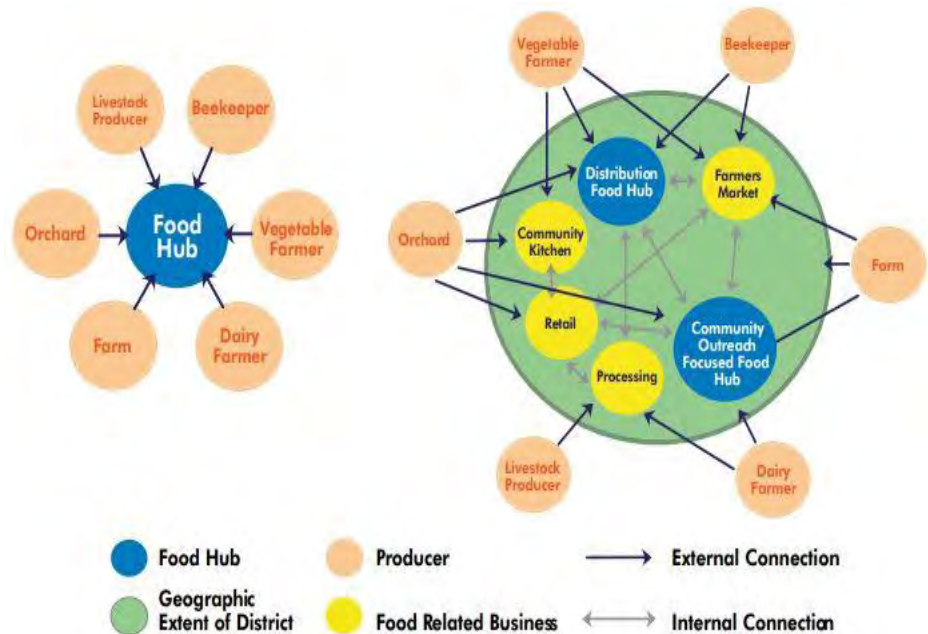 Livestock
Producer
Beekeeper
Orchard
Food
Hub
Vegetable
Farmer
Farm
Dairy
Farmer
Vegetable
Farmer
Beekeeper
Distribution
Food Hub
Farmers
Market
Orchard
Community
Kitchen
Farm
Retail
Community
Outreach
Focused Food
Hub
Processing
Livestock
Producer
Dairy
Farmer
Food Hub
Producer
External Connection
Geographic
Extent of District
Food Related Business
Internal Connection